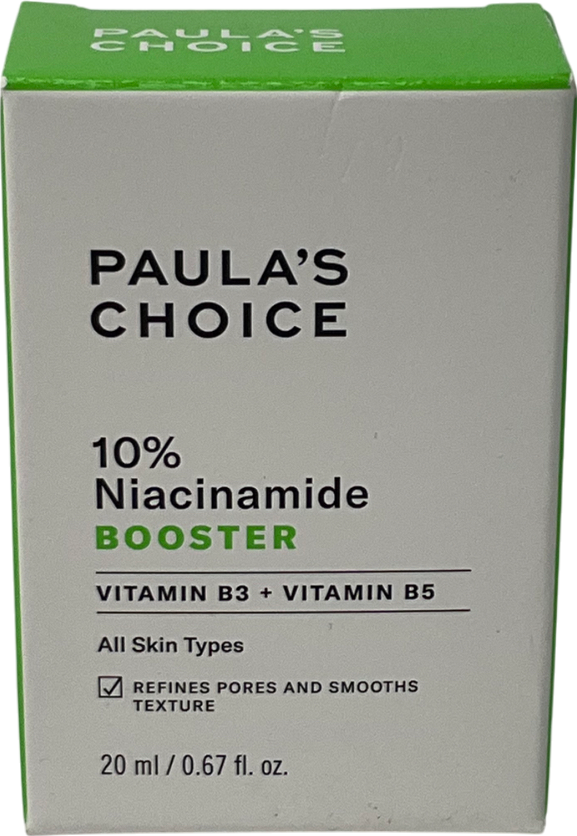 PAULA'S
CHOICE
PAULA'S
CHOICE
10%
Niacinamide
BOOSTER
VITAMIN B3 + VITAMIN B5
All Skin Types
☑ REFINES PORES AND SMOOTHS
TEXTURE
20 ml / 0.67 fl. oz.